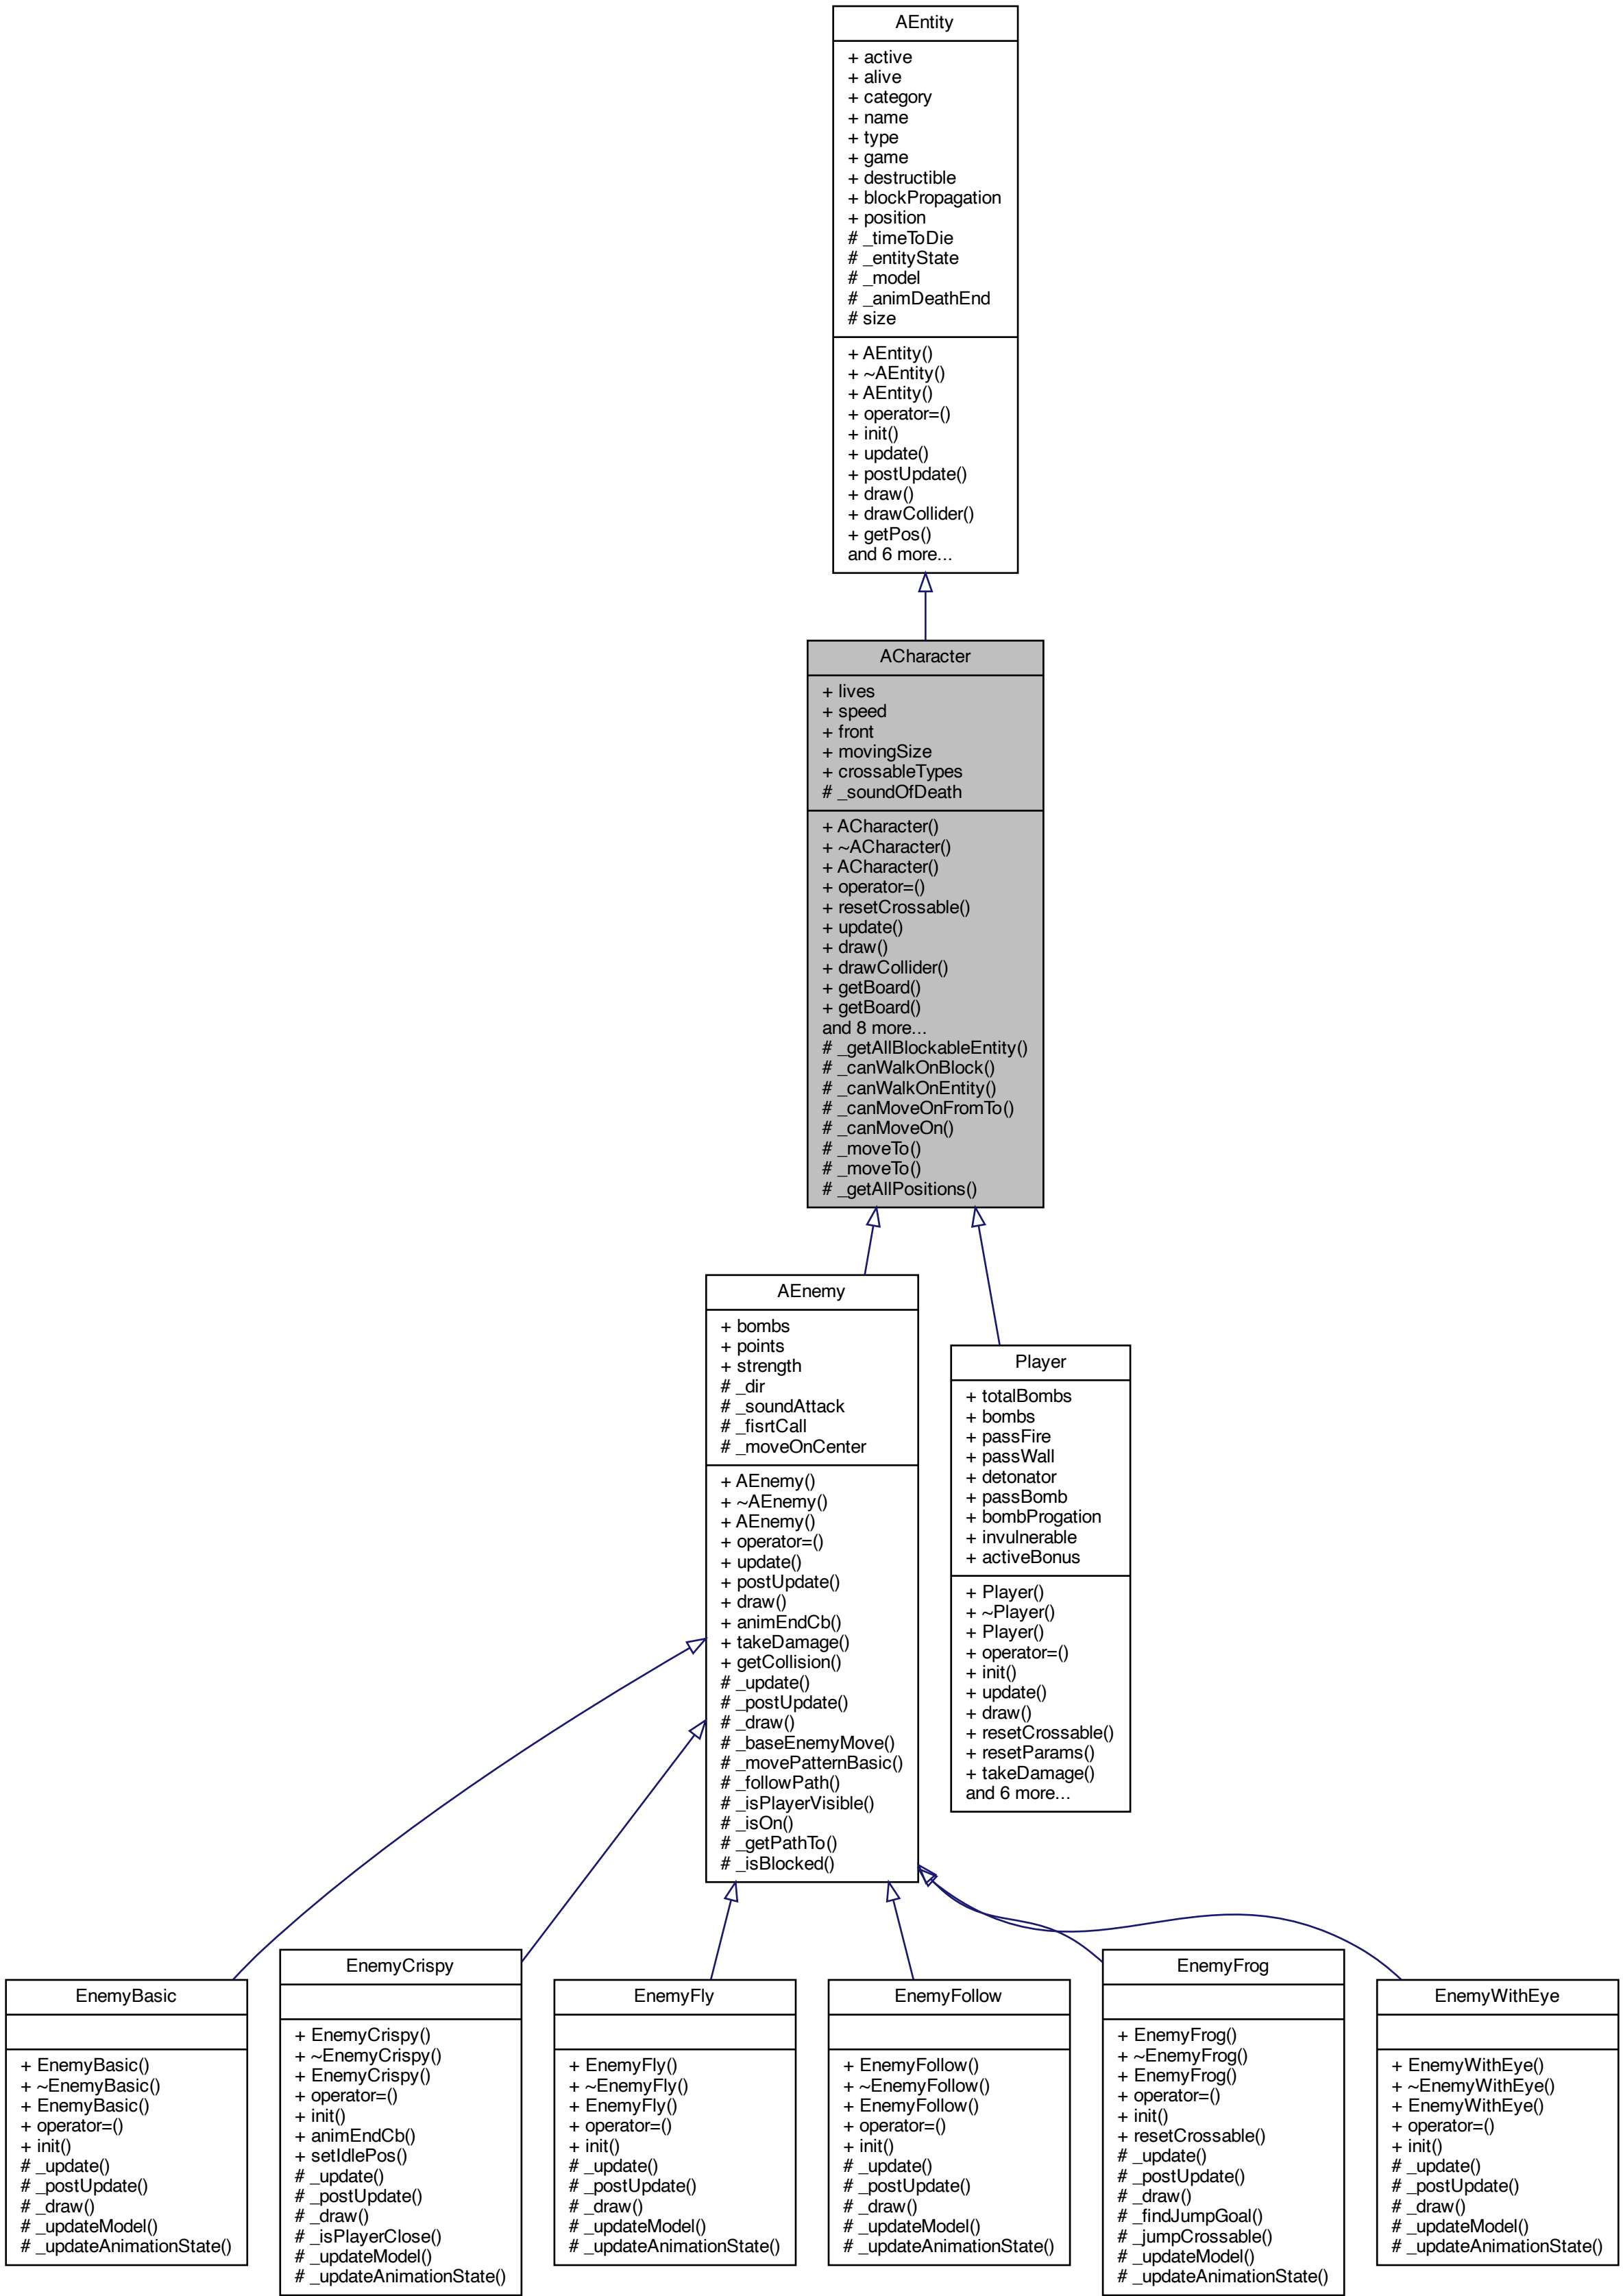 AEntity
+ active
+ alive
+ category
+ name
+ type
+ game
+ destructible
+ blockPropagation
+ position
# _timeToDie
# _entityState
# _model
# _animDeathEnd
# size
+ AEntity()
+ ~AEntity()
+ AEntity()
+ operator=()
+ init()
+ update()
+ postUpdate()
+ draw()
+ drawCollider()
+ getPos()
and 6 more...
ACharacter
+ lives
+ speed
+ front
+ movingSize
+ crossableTypes
# _soundOfDeath
+ ACharacter()
+ ~ACharacter()
+ ACharacter()
+ operator=()
+ resetCrossable()
+ update()
+ draw()
+ drawCollider()
+ getBoard()
+ getBoard()
and 8 more...
# _getAllBlockableEntity()
# _canWalkOnBlock()
# _canWalkOnEntity()
# _canMoveOnFromTo()
# _canMoveOn()
# _moveTo()
# _moveTo()
# _getAllPositions()
AEnemy
+ bombs
+ points
+ strength
# _dir
# _soundAttack
# _fisrtCall
# _moveOnCenter
+ AEnemy()
+ ~AEnemy()
+ AEnemy()
+ operator=()
+ update()
+ postUpdate()
+ draw()
+ animEndCb()
+ takeDamage()
+ getCollision()
# _update()
# _postUpdate()
# _draw()
# _baseEnemyMove()
# _movePatternBasic()
# _followPath()
# _isPlayerVisible()
# _isOn()
# _getPathTo()
# _isBlocked()
Player
+ totalBombs
+ bombs
+ passFire
+ passWall
+ detonator
+ passBomb
+ bombProgation
+ invulnerable
+ activeBonus
+ Player()
+ ~Player()
+ Player()
+ operator=()
+ init()
+ update()
+ draw()
+ resetCrossable()
+ resetParams()
+ takeDamage()
and 6 more...
EnemyBasic
+ EnemyBasic()
+ ~EnemyBasic()
+ EnemyBasic()
+ operator=()
+ init()
# _update()
# _postUpdate()
# _draw()
# _updateModel()
# _updateAnimationState()
EnemyCrispy
+ EnemyCrispy()
+ ~EnemyCrispy()
+ EnemyCrispy()
+ operator=()
+ init()
+ animEndCb()
+ setIdlePos()
# _update()
# _postUpdate()
# _draw()
# _isPlayerClose()
# _updateModel()
# _updateAnimationState()
EnemyFly
+ EnemyFly()
+ ~EnemyFly()
+ EnemyFly()
+ operator=()
+ init()
# _update()
# _postUpdate()
# _draw()
# _updateModel()
# _updateAnimationState()
EnemyFollow
+ EnemyFollow()
+ ~EnemyFollow()
+ EnemyFollow()
+ operator=()
+ init()
# _update()
# _postUpdate()
# _draw()
# _updateModel()
# _updateAnimationState()
EnemyFrog
+ EnemyFrog()
+ ~EnemyFrog()
+ EnemyFrog()
+ operator=()
+ init()
+ resetCrossable()
# _update()
# _postUpdate()
# _draw()
# _findJumpGoal()
# _jumpCrossable()
# _updateModel()
# _updateAnimationState()
EnemyWithEye
+ EnemyWithEye()
+ ~EnemyWithEye()
+ EnemyWithEye()
+ operator=()
+ init()
# _update()
# _postUpdate()
# _draw()
# _updateModel()
# _updateAnimationState()